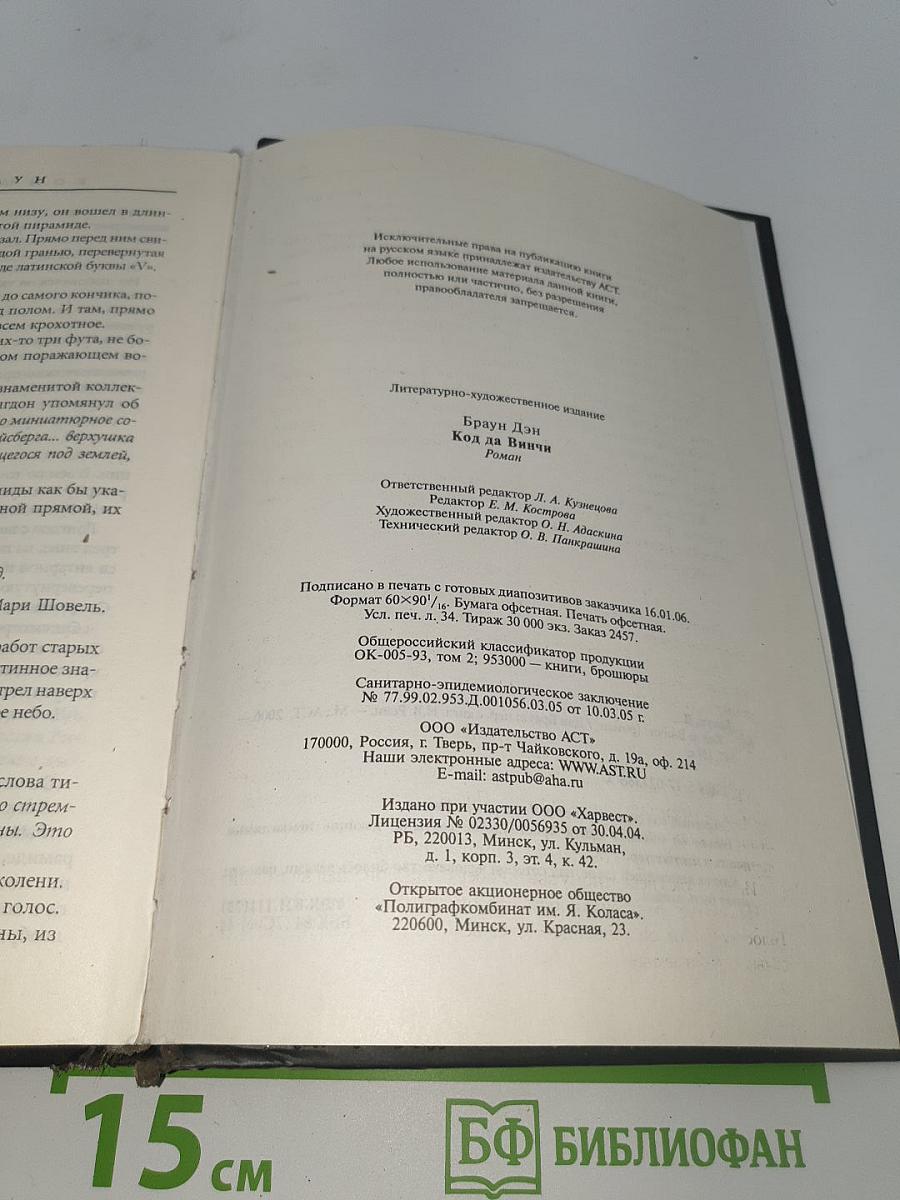 У Н
м низу, он вошел в длин-
той пирамиде.
зал. Прямо перед ним сви-
дой гранью, перевернутая
де латинской буквы «V».
до самого кончика, по-
д полом. И там, прямо
всем крохотное.
их-то три фута, не бо-
ом поражающем во-
знаменитой коллек-
нгдон упомянул об
о миниатюрное со-
йсберга... верхушка
щегося под землей,
иды как бы ука-
ной прямой, их
Мари Шовель.
работ старых
тинное зна-
трел наверх
е небо.
слова ти-
о стрем-
ны. Это
колени.
голос.
ны, из
Исключительные права на публикацию книги
на русском языке принадлежат издательству АСТ.
Любое использование материала данной книги,
полностью или частично, без разрешения
правообладателя запрещается.
Литературно-художественное издание
Браун Дэн
Код да Винчи
Роман
Ответственный редактор Л. А. Кузнецова
Редактор Е. М. Кострова
Художественный редактор О. Н. Адаскина
Технический редактор О. В. Панкрашина
Подписано в печать с готовых диапозитивов заказчика 16.01.06.
Формат 60×90¹/₁₆. Бумага офсетная. Печать офсетная.
Усл. печ. л. 34. Тираж 30 000 экз. Заказ 2457.
Общероссийский классификатор продукции
ОК-005-93, том 2; 953000 — книги, брошюры
Санитарно-эпидемиологическое заключение
№ 77.99.02.953.Д.001056.03.05 от 10.03.05 г.
ООО «Издательство АСТ»
170000, Россия, г. Тверь, пр-т Чайковского, д. 19а, оф. 214
Наши электронные адреса: WWW.AST.RU
E-mail: astpub@aha.ru
Издано при участии ООО «Харвест».
Лицензия № 02330/0056935 от 30.04.04.
РБ, 220013, Минск, ул. Кульман,
д. 1, корп. 3, эт. 4, к. 42.
Открытое акционерное общество
«Полиграфкомбинат им. Я. Коласа».
220600, Минск, ул. Красная, 23.
15 см
БФ БИБЛИОФАН